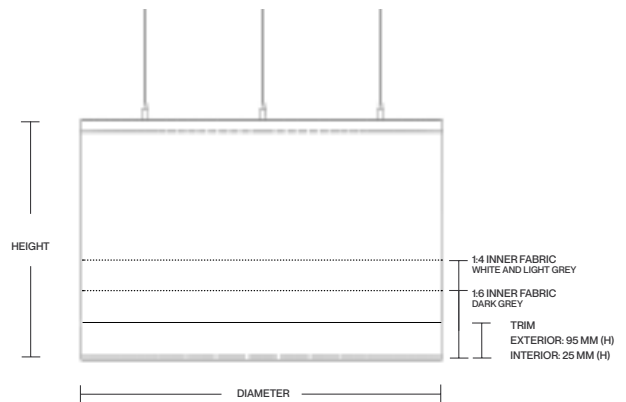 HEIGHT
1:4 INNER FABRIC
WHITE AND LIGHT GREY
1:6 INNER FABRIC
DARK GREY
TRIM
EXTERIOR: 95 MM (H)
INTERIOR: 25 MM (H)
DIAMETER